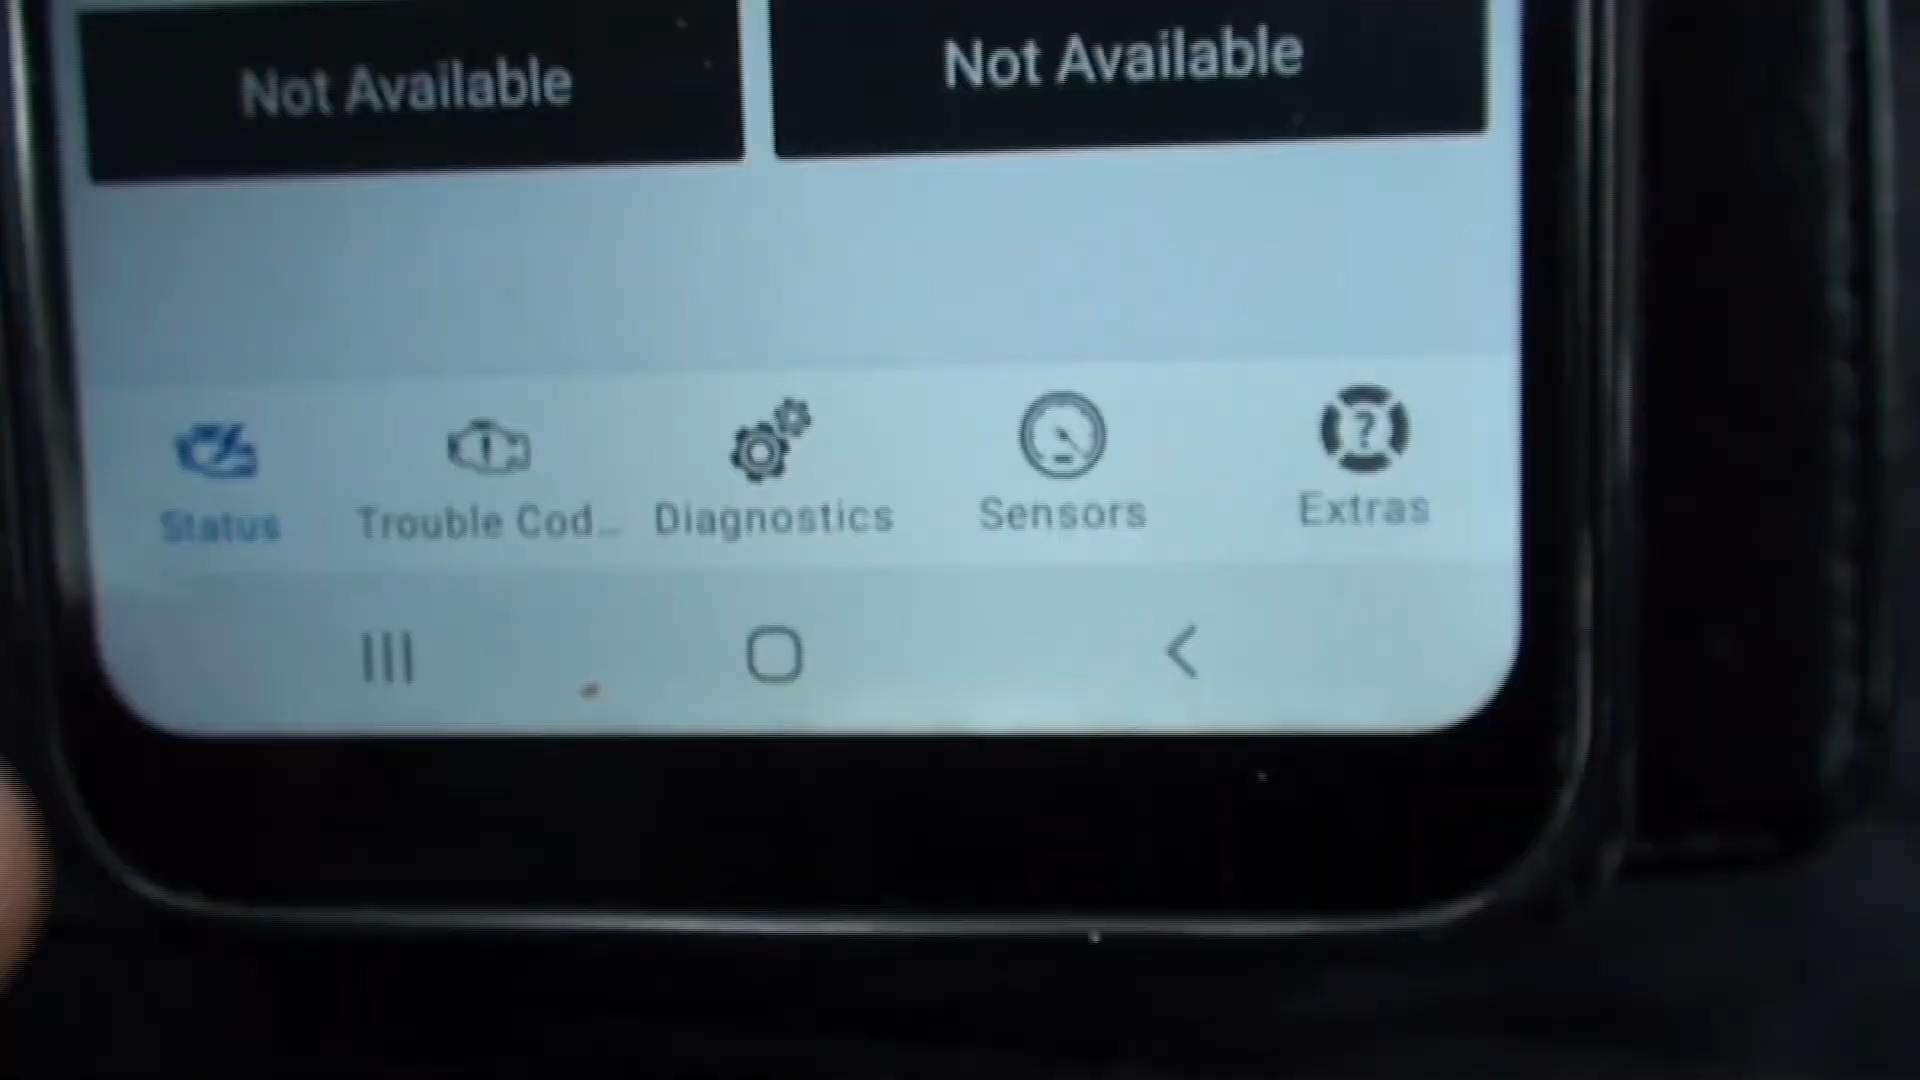 Not Available Not Available
Status Trouble Cod... Diagnostics Sensors Extras